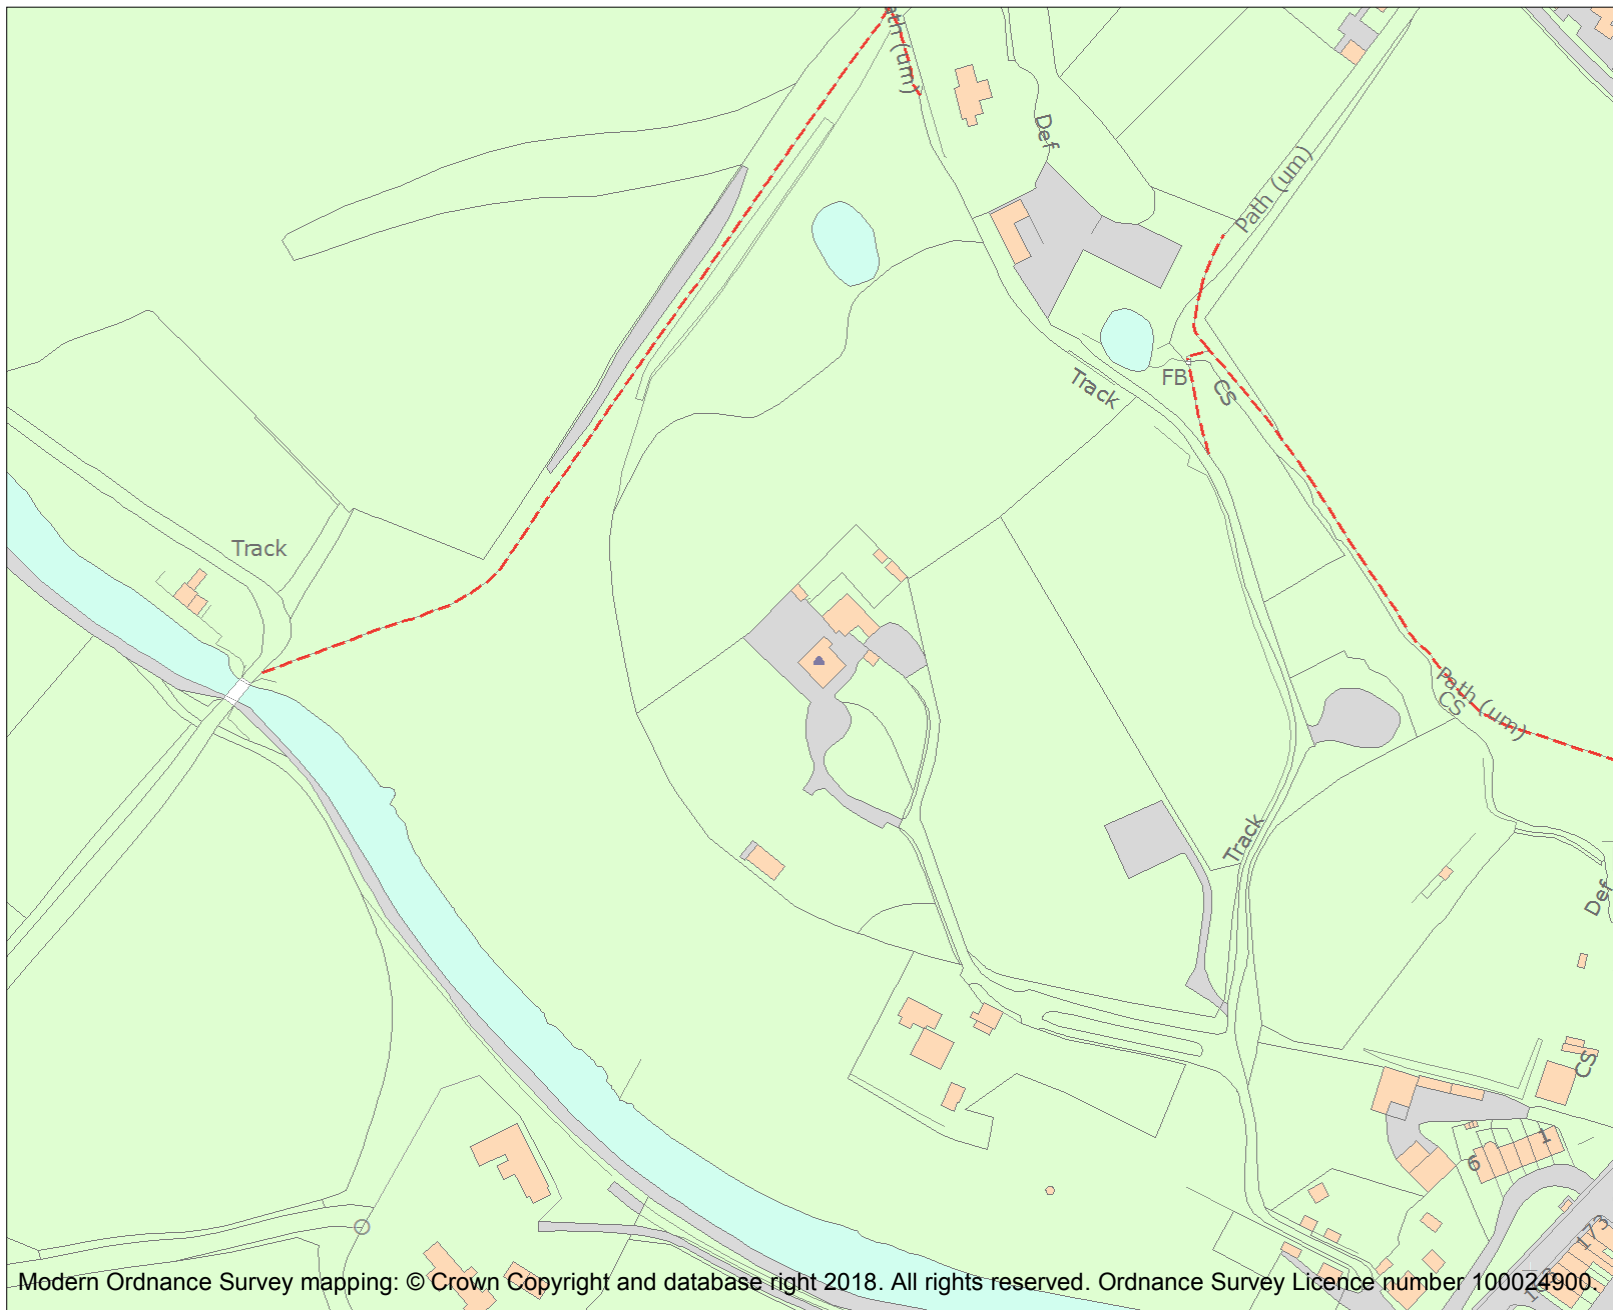 Path (um)
Def
Path (um)
Track
FB
CS
Track
Path (um)
CS
Track
Def
CS
1
6
173
Modern Ordnance Survey mapping: © Crown Copyright and database right 2018. All rights reserved. Ordnance Survey Licence number 100024900.